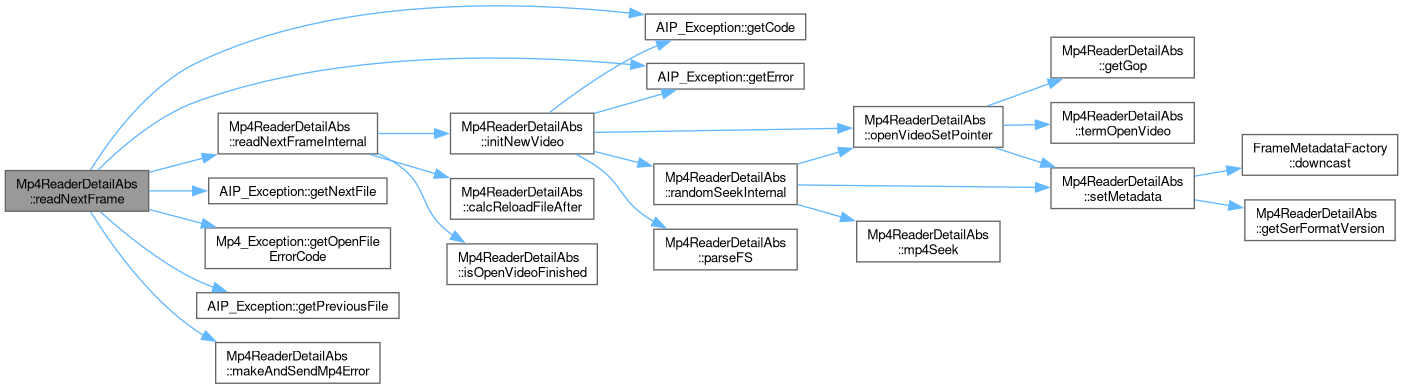 Mp4ReaderDetailAbs
::readNextFrame
AIP_Exception::getCode
AIP_Exception::getError
Mp4ReaderDetailAbs
::readNextFrameInternal
AIP_Exception::getNextFile
Mp4_Exception::getOpenFile
ErrorCode
AIP_Exception::getPreviousFile
Mp4ReaderDetailAbs
::makeAndSendMp4Error
Mp4ReaderDetailAbs
::initNewVideo
Mp4ReaderDetailAbs
::calcReloadFileAfter
Mp4ReaderDetailAbs
::isOpenVideoFinished
Mp4ReaderDetailAbs
::randomSeekInternal
Mp4ReaderDetailAbs
::parseFS
Mp4ReaderDetailAbs
::openVideoSetPointer
Mp4ReaderDetailAbs
::mp4Seek
Mp4ReaderDetailAbs
::getGop
Mp4ReaderDetailAbs
::termOpenVideo
Mp4ReaderDetailAbs
::setMetadata
FrameMetadataFactory
::downcast
Mp4ReaderDetailAbs
::getSerFormatVersion